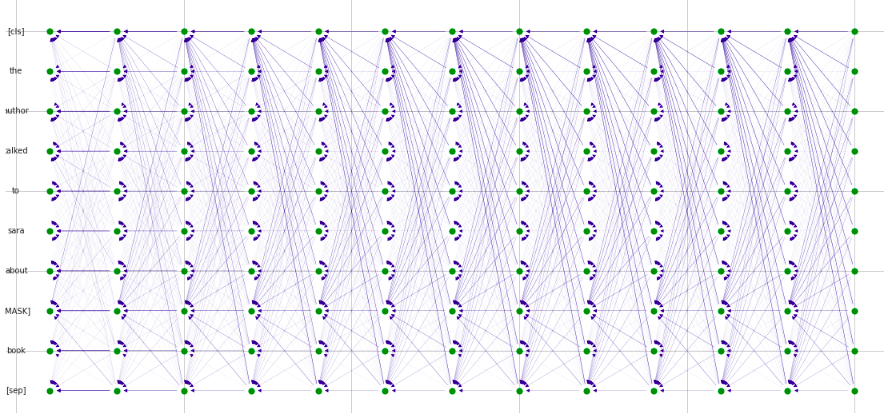 [cls]
the
uthor
alked
to
sara
about
MASK]
book
[sep]